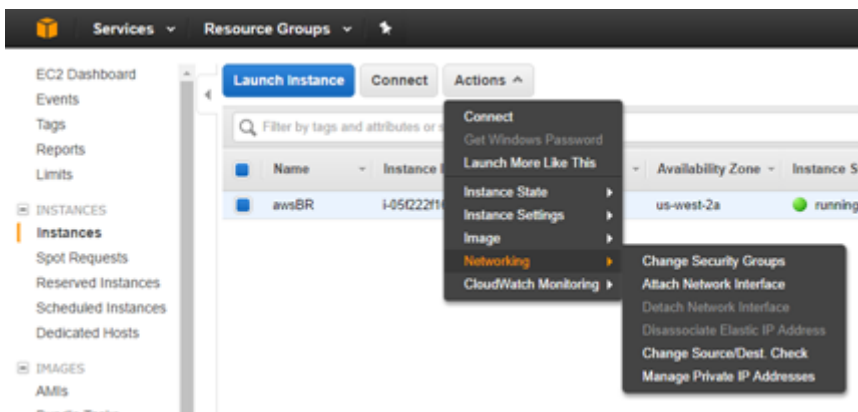 Services
Resource Groups
EC2 Dashboard
Events
Tags
Reports
Limits
INSTANCES
Instances
Spot Requests
Reserved Instances
Scheduled Instances
Dedicated Hosts
IMAGES
AMIs
Launch Instance
Connect
Actions
Filter by tags and attributes or s
Name
Instance I
Availability Zone
Instance S
awsBR
us-west-2a
running
Connect
Get Windows Password
Launch More Like This
Instance State
Instance Settings
Image
Networking
CloudWatch Monitoring
Change Security Groups
Attach Network Interface
Detach Network Interface
Disassociate Elastic IP Address
Change Source/Dest. Check
Manage Private IP Addresses